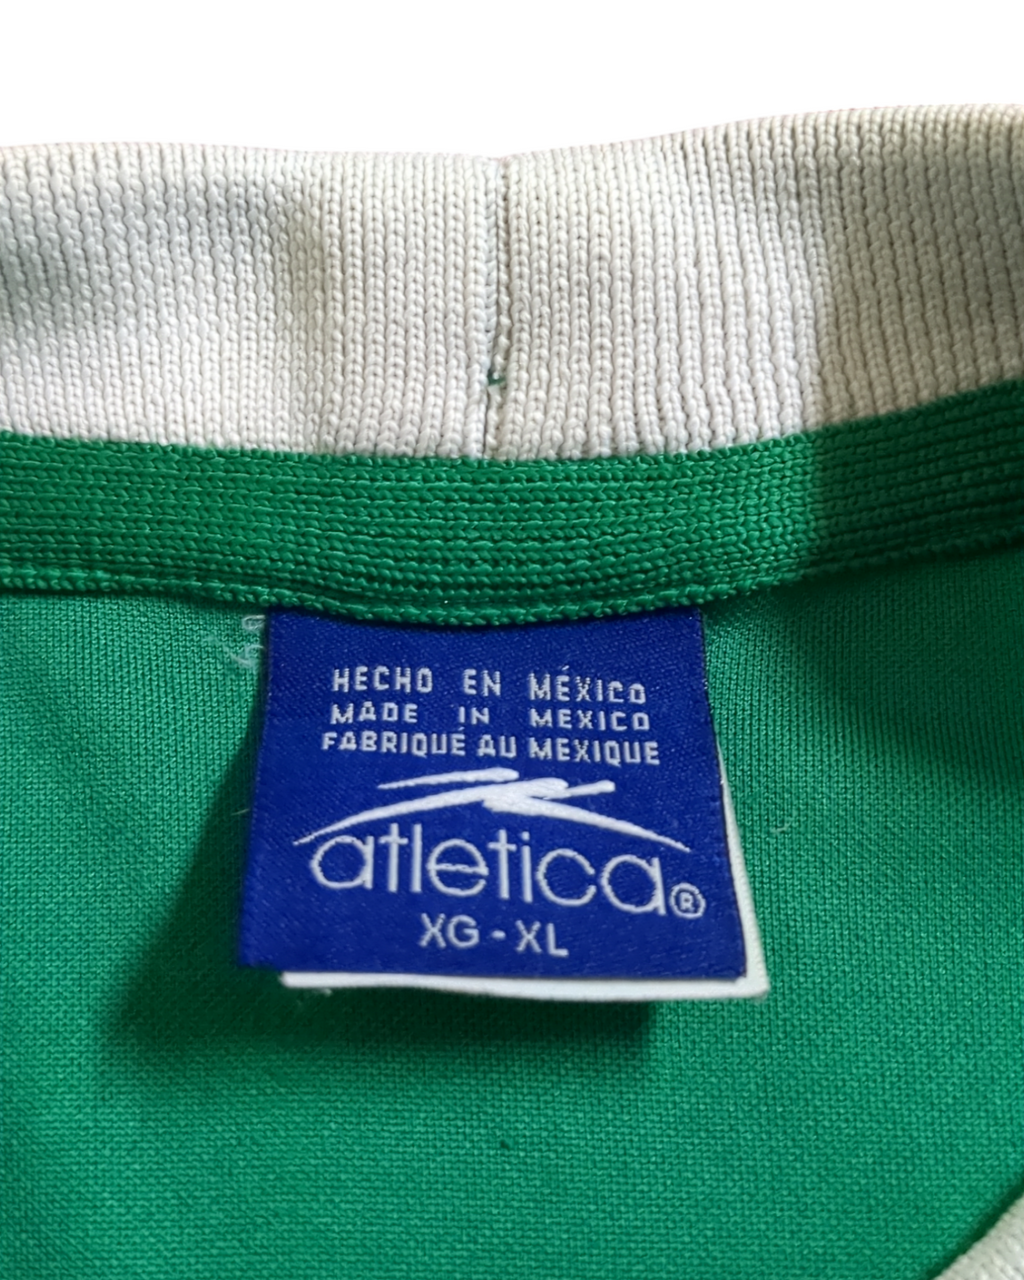 HECHO EN MÉXICO
MADE IN MEXICO
FABRIQUÉ AU MEXIQUE
atletica®
XG - XL